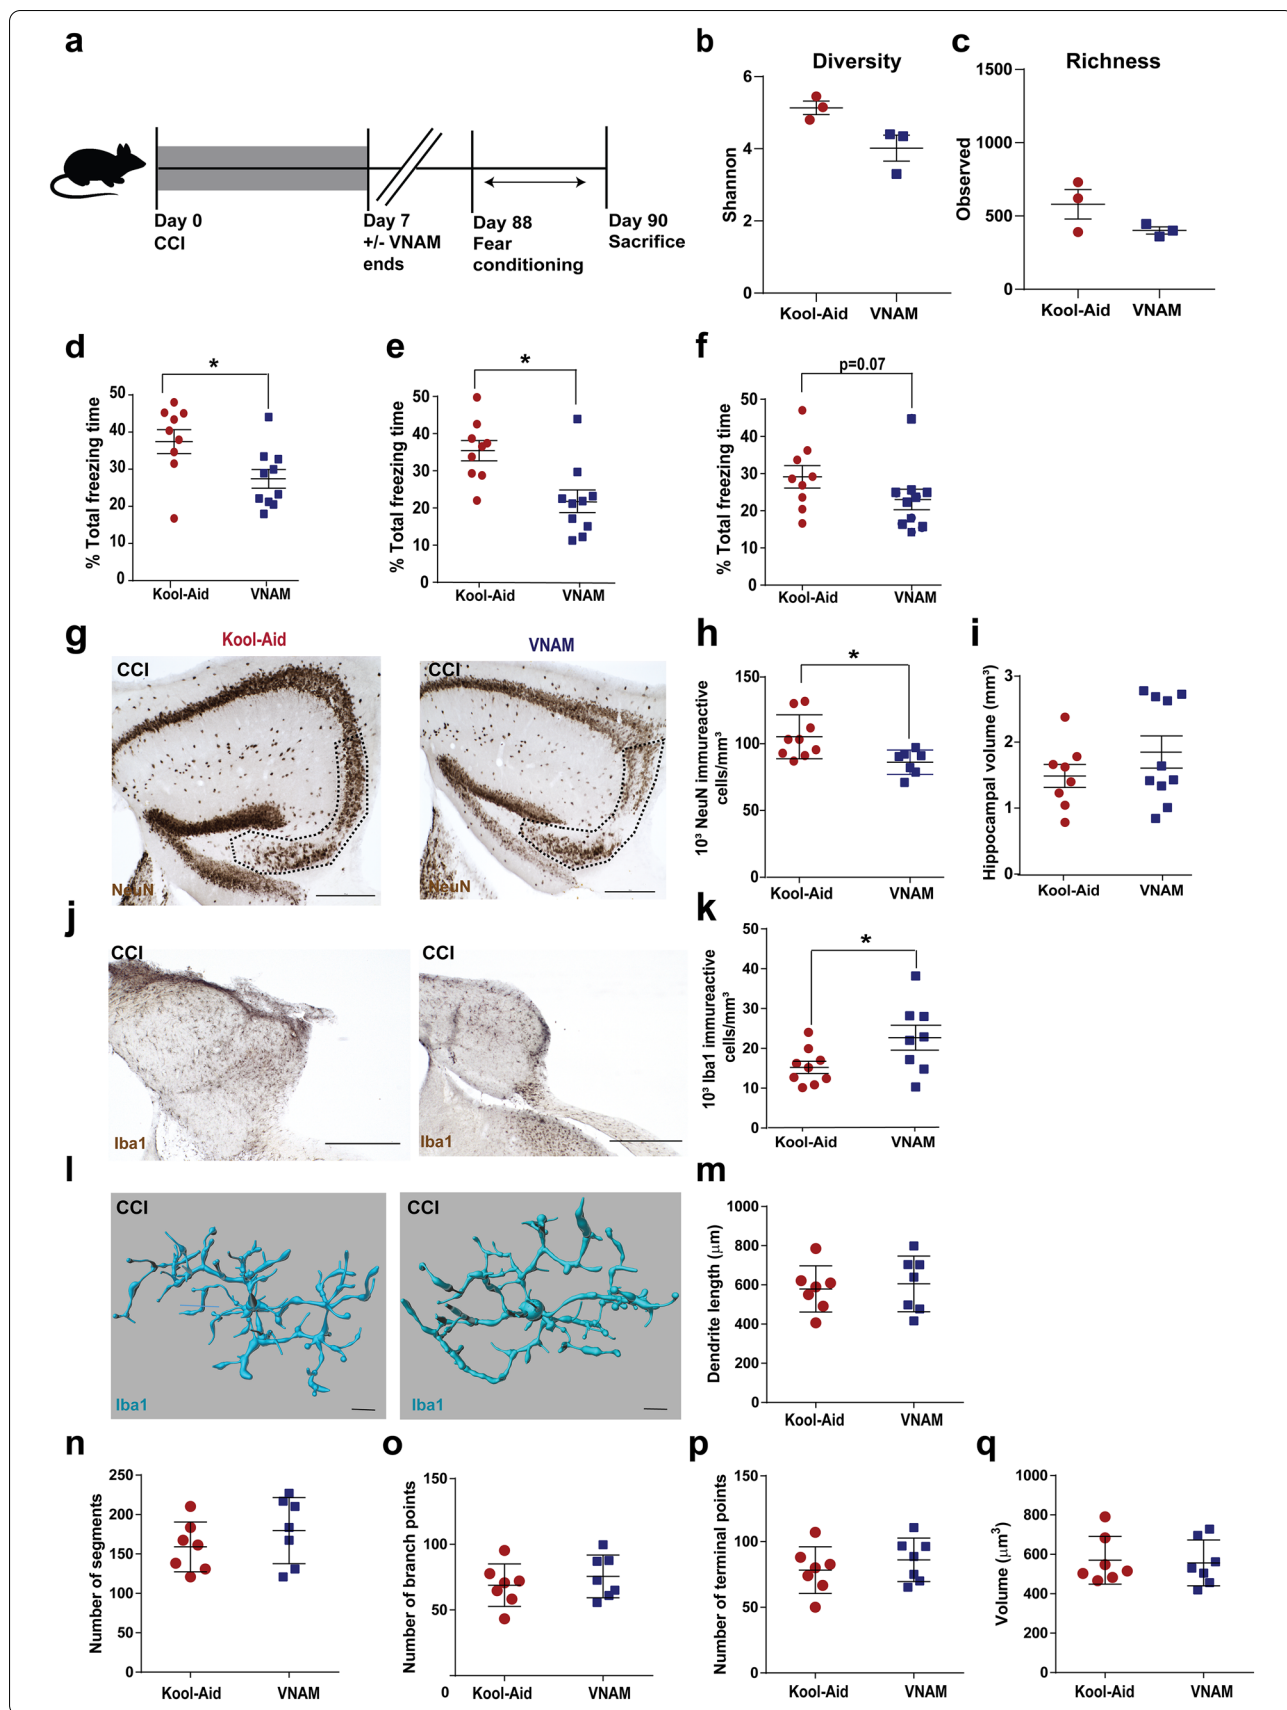 a
Day 0
CCI
Day 7
+/- VNAM
ends
Day 88
Fear
conditioning
Day 90
Sacrifice
b
Diversity
Shannon
6
4
2
0
Kool-Aid VNAM
c
Richness
Observed
1500
1000
500
0
Kool-Aid VNAM
d
*
% Total freezing time
50
40
30
20
10
0
Kool-Aid VNAM
e
*
% Total freezing time
50
40
30
20
10
0
Kool-Aid VNAM
f
p=0.07
% Total freezing time
50
40
30
20
10
0
Kool-Aid VNAM
g
Kool-Aid
VNAM
CCI
NeuN
CCI
NeuN
h
*
10³ NeuN immureactive
cells/mm³
150
100
50
0
Kool-Aid VNAM
i
Hippocampal volume (mm³)
3
2
1
0
Kool-Aid VNAM
j
CCI
Iba1
CCI
Iba1
k
*
10³ Iba1 immureactive
cells/mm³
50
40
30
20
10
0
Kool-Aid VNAM
l
CCI
Iba1
CCI
Iba1
m
Dendrite length (μm)
1000
800
600
400
200
0
Kool-Aid VNAM
n
Number of segments
250
200
150
100
50
0
Kool-Aid VNAM
o
Number of branch points
150
100
50
0
Kool-Aid VNAM
p
Number of terminal points
150
100
50
0
Kool-Aid VNAM
q
Volume (μm³)
1000
800
600
400
200
0
Kool-Aid VNAM